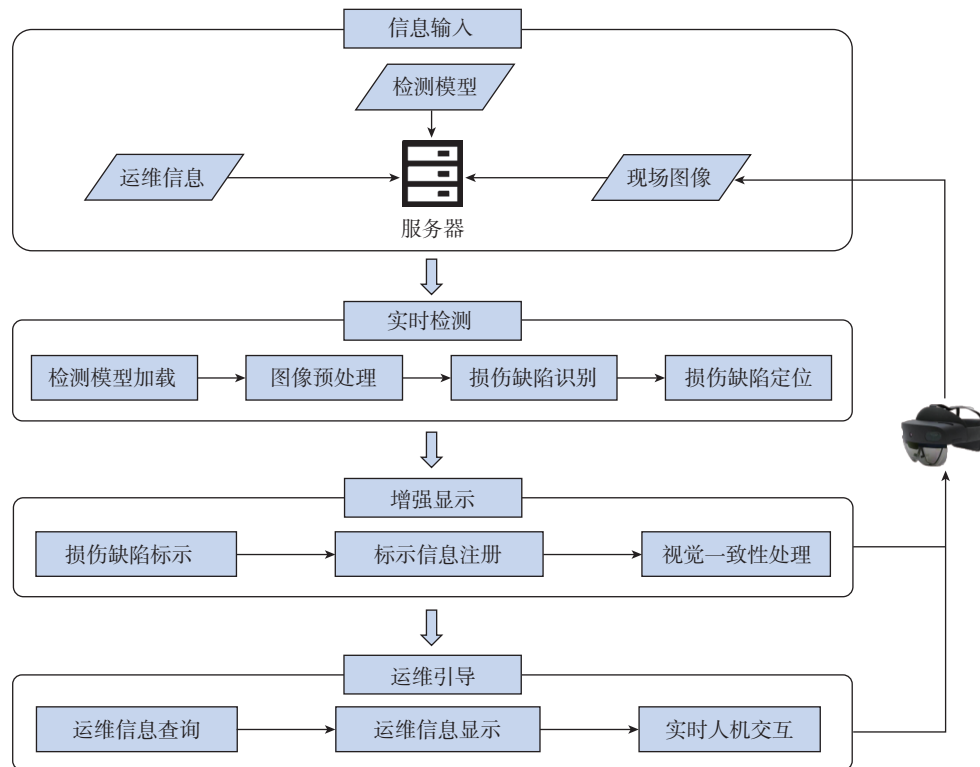 信息输入
检测模型
运维信息
现场图像
服务器
实时检测
检测模型加载
图像预处理
损伤缺陷识别
损伤缺陷定位
增强显示
损伤缺陷标示
标示信息注册
视觉一致性处理
运维引导
运维信息查询
运维信息显示
实时人机交互